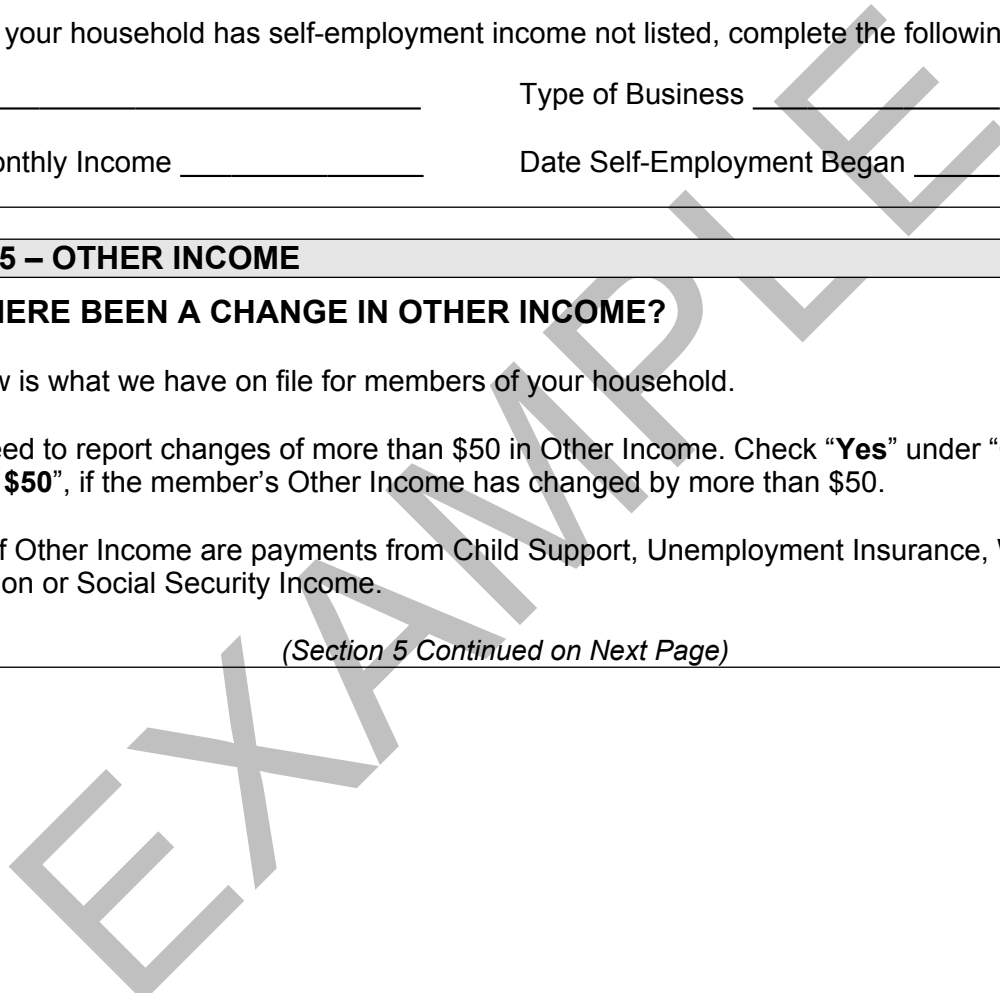 your household has self-employment income not listed, complete the followin
____________________ Type of Business ________________
onthly Income ________________ Date Self-Employment Began ______
5 – OTHER INCOME
HERE BEEN A CHANGE IN OTHER INCOME?
w is what we have on file for members of your household.
eed to report changes of more than $50 in Other Income. Check “Yes” under “
$50”, if the member’s Other Income has changed by more than $50.
f Other Income are payments from Child Support, Unemployment Insurance,
on or Social Security Income.
(Section 5 Continued on Next Page)
EXAMPLE